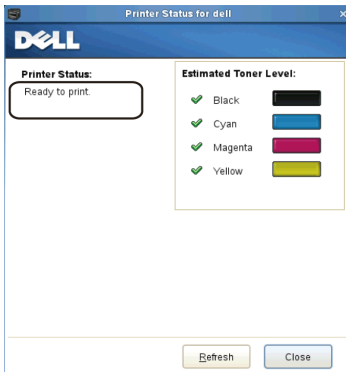 Printer Status for dell
DELL
Printer Status:
Ready to print.
Estimated Toner Level:
Black
Cyan
Magenta
Yellow
Refresh
Close